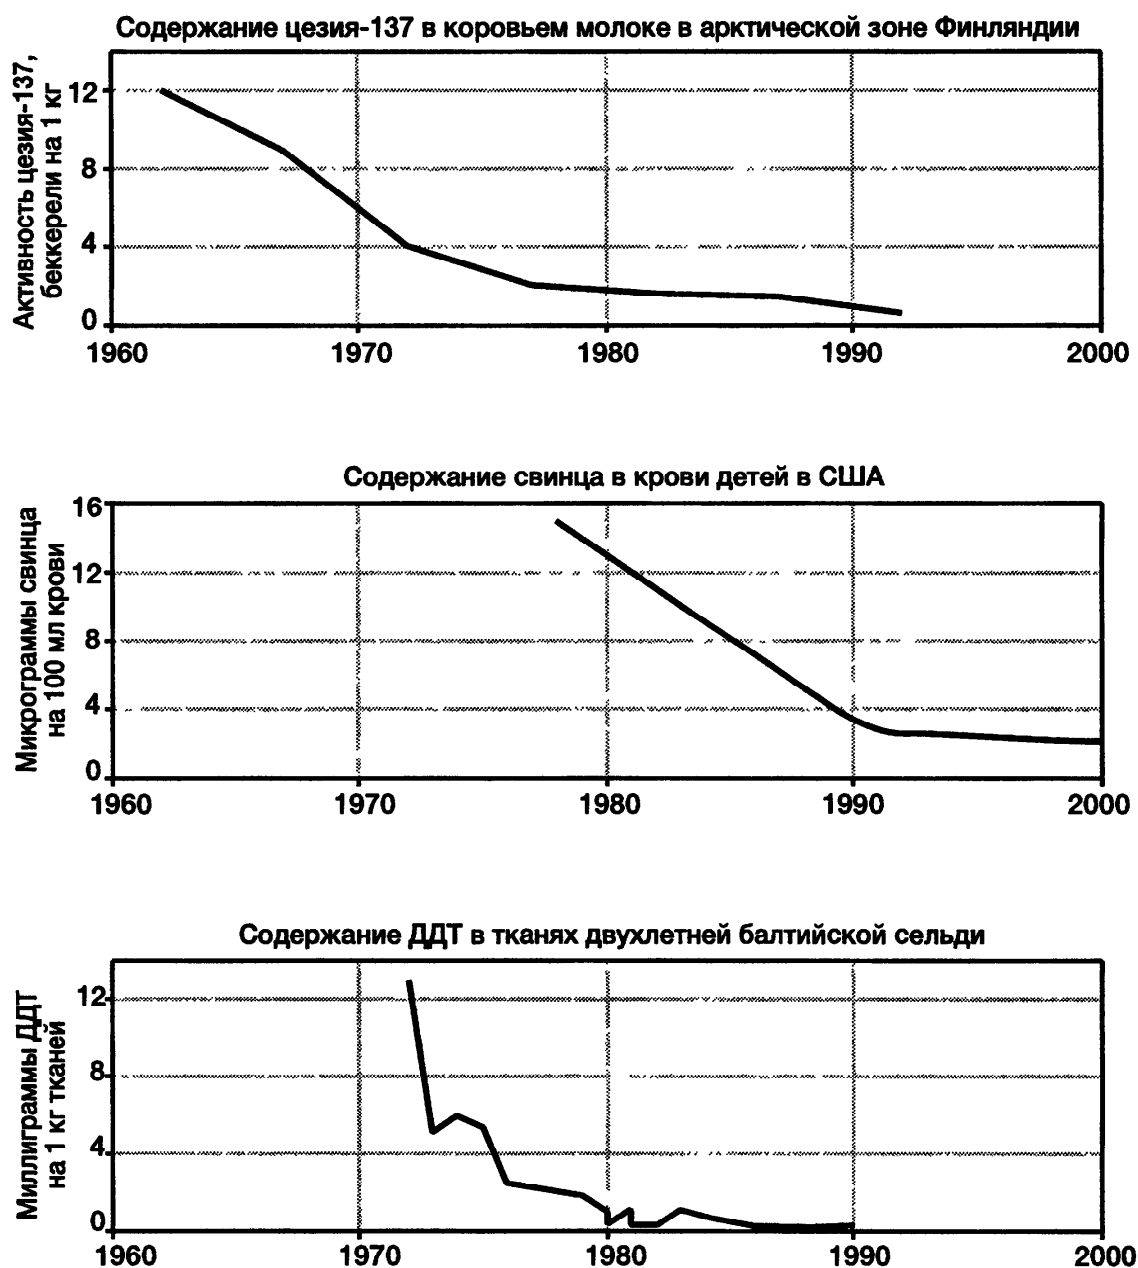 Содержание цезия-137 в коровьем молоке в арктической зоне Финляндии
Активность цезия-137,
беккерели на 1 кг
12
8
4
0
1960 1970 1980 1990 2000
Содержание свинца в крови детей в США
Микрограммы свинца
на 100 мл крови
16
12
8
4
0
1960 1970 1980 1990 2000
Содержание ДДТ в тканях двухлетней балтийской сельди
Миллиграммы ДДТ
на 1 кг тканей
12
8
4
0
1960 1970 1980 1990 2000